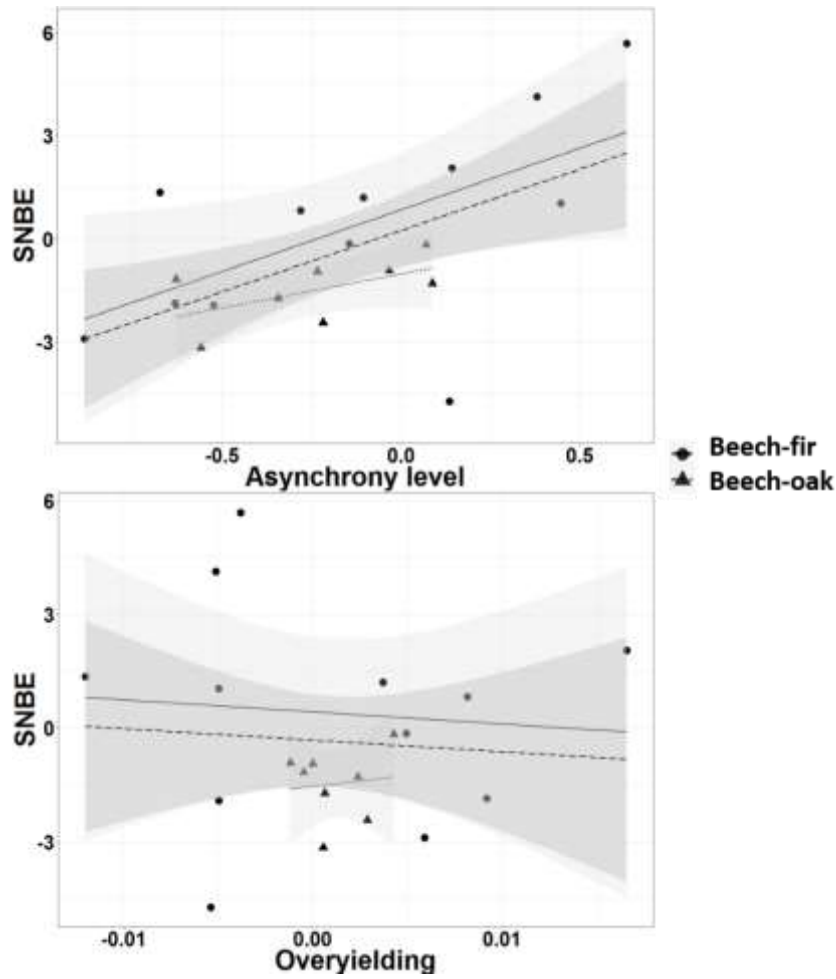 6
3
0
-3
SNBE
-0.5 0.0 0.5
Asynchrony level
Beech-fir
Beech-oak
6
3
0
-3
SNBE
-0.01 0.00 0.01
Overyielding